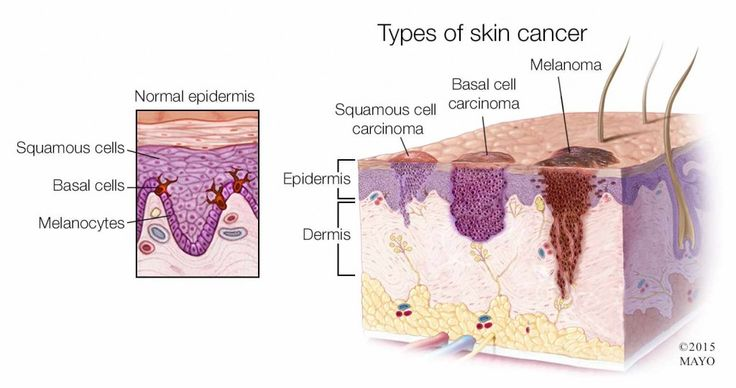 Types of skin cancer
Normal epidermis
Squamous cells
Basal cells
Melanocytes
Squamous cell
carcinoma
Basal cell
carcinoma
Melanoma
Epidermis
Dermis
©2015
MAYO